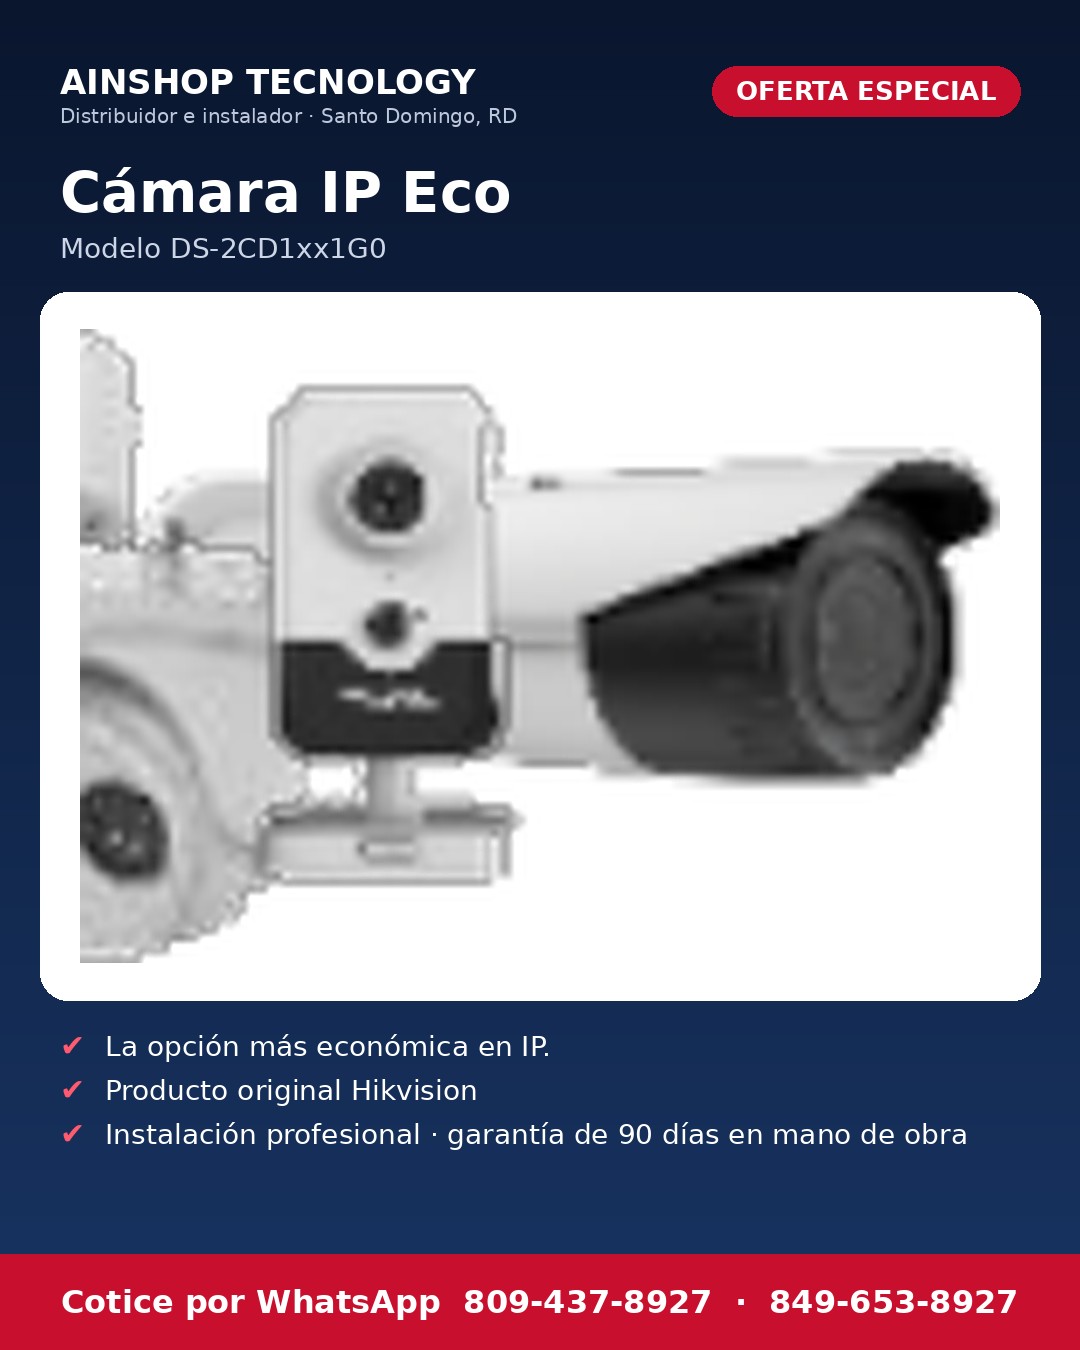 AINSHOP TECNOLOGY
Distribuidor e instalador · Santo Domingo, RD
OFERTA ESPECIAL
Cámara IP Eco
Modelo DS-2CD1xx1G0
✔ La opción más económica en IP.
✔ Producto original Hikvision
✔ Instalación profesional · garantía de 90 días en mano de obra
Cotice por WhatsApp 809-437-8927 · 849-653-8927